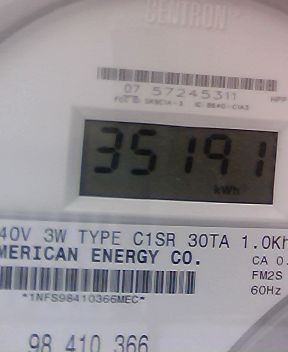 CENTRON
07 57245311
35191
kWh
40V 3W TYPE C1SR 30TA 1.0Kh
MERICAN ENERGY CO.
CA 0.
FM2S
60Hz
*1NFS98410366MEC*
98 410 366